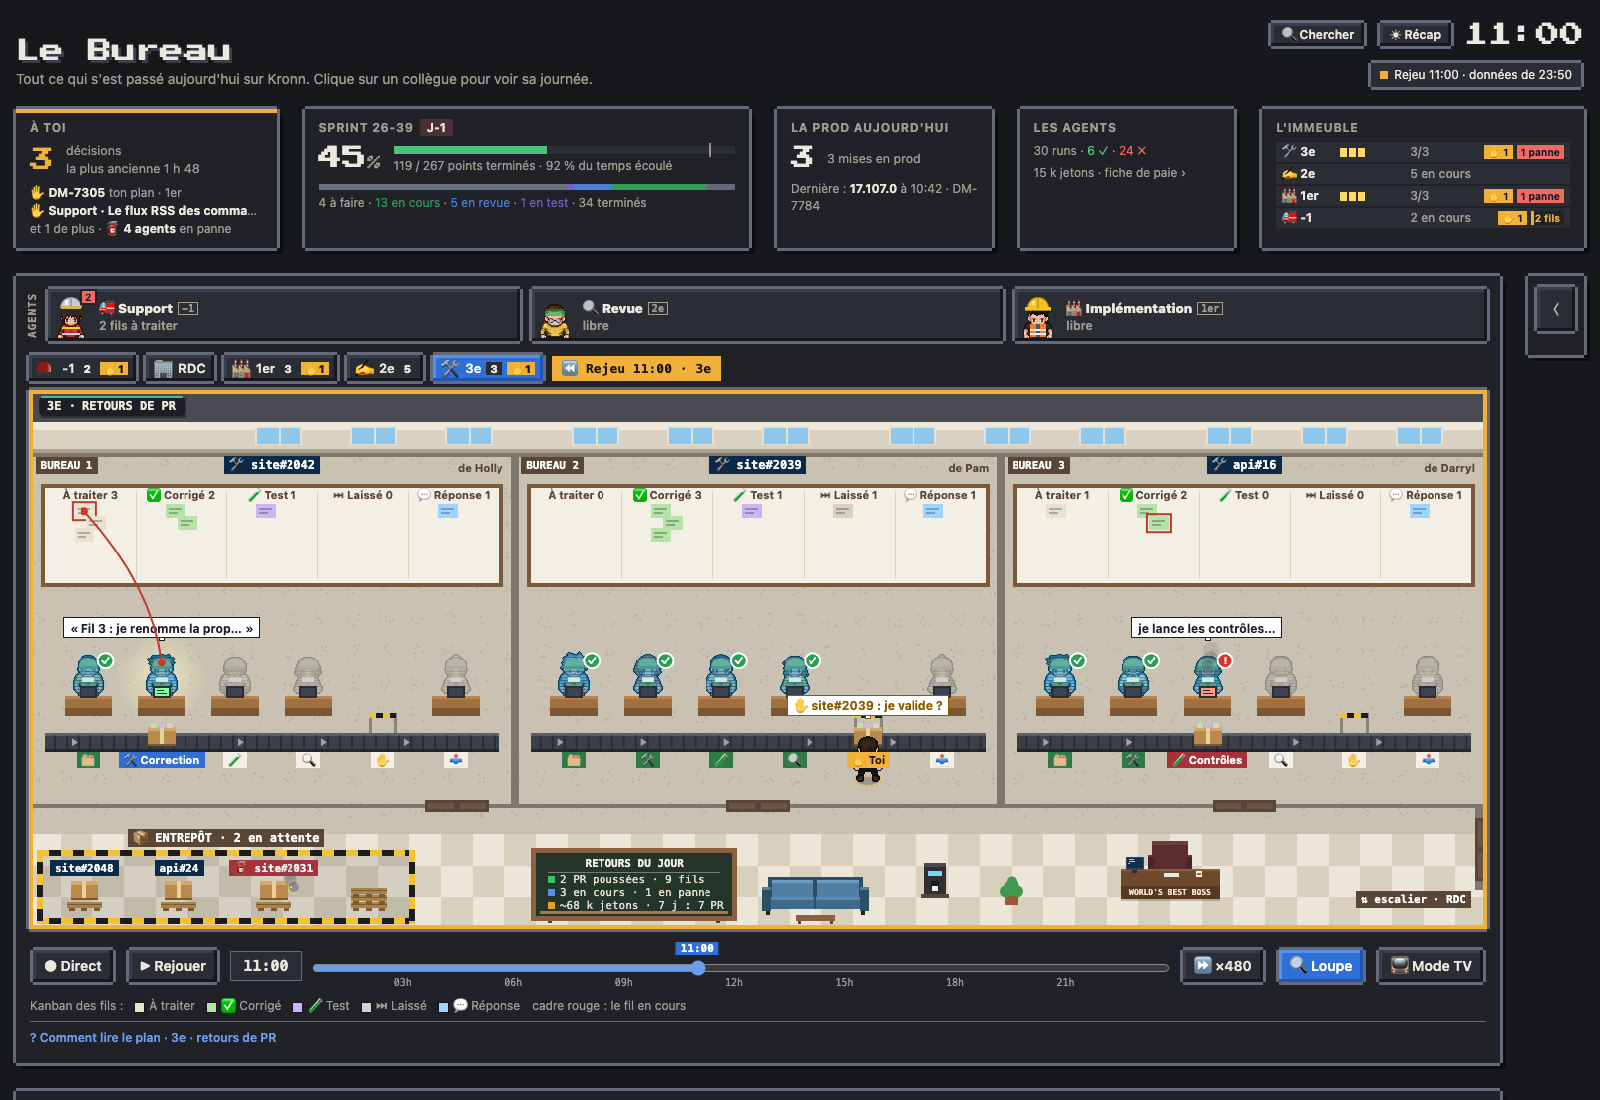 Le Bureau
Tout ce qui s'est passé aujourd'hui sur Kronn. Clique sur un collègue pour voir sa journée.
Chercher
Récap
11:00
Rejeu 11:00 · données de 23:50
À TOI
3
décisions
la plus ancienne 1 h 48
DM-7305 ton plan · 1er
Support · Le flux RSS des comma…
et 1 de plus · 4 agents en panne
SPRINT 26-39 J-1
45%
119 / 267 points terminés · 92 % du temps écoulé
4 à faire · 13 en cours · 5 en revue · 1 en test · 34 terminés
LA PROD AUJOURD'HUI
3 3 mises en prod
Dernière : 17.107.0 à 10:42 · DM-
7784
LES AGENTS
30 runs · 6 ✓ · 24 ✕
15 k jetons · fiche de paie ›
L'IMMEUBLE
3e 3/3 1 1 panne
2e 5 en cours
1er 3/3 1 1 panne
-1 2 en cours 1 2 fils
AGENTS
2
Support -1
2 fils à traiter
Revue 2e
libre
Implémentation 1er
libre
-1 2 1
RDC
1er 3 1
2e 5
3e 3 1
Rejeu 11:00 · 3e
3E · RETOURS DE PR
BUREAU 1 site#2042 de Holly
À traiter 3 Corrigé 2 Test 1 Laissé 0 Réponse 1
« Fil 3 : je renomme la prop... »
Correction
BUREAU 2 site#2039 de Pam
À traiter 0 Corrigé 3 Test 1 Laissé 1 Réponse 1
site#2039 : je valide ?
Toi
BUREAU 3 api#16 de Darryl
À traiter 1 Corrigé 2 Test 0 Laissé 0 Réponse 1
je lance les contrôles...
Contrôles
ENTREPÔT · 2 en attente
site#2048
api#24
site#2031
RETOURS DU JOUR
2 PR poussées · 9 fils
3 en cours · 1 en panne
~68 k jetons · 7 j : 7 PR
WORLD'S BEST BOSS
⇅ escalier · RDC
Direct
Rejouer
11:00
11:00
03h 06h 09h 12h 15h 18h 21h
×480
Loupe
Mode TV
Kanban des fils : À traiter Corrigé Test Laissé Réponse cadre rouge : le fil en cours
? Comment lire le plan · 3e · retours de PR